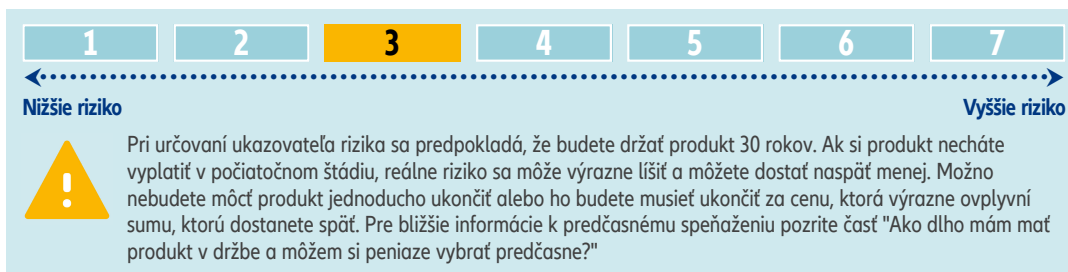 1 2 3 4 5 6 7
Nižšie riziko Vyššie riziko
Pri určovaní ukazovateľa rizika sa predpokladá, že budete držať produkt 30 rokov. Ak si produkt necháte
vyplatiť v počiatočnom štádiu, reálne riziko sa môže výrazne líšiť a môžete dostať naspäť menej. Možno
nebudete môcť produkt jednoducho ukončiť alebo ho budete musieť ukončiť za cenu, ktorá výrazne ovplyvní
sumu, ktorú dostanete späť. Pre bližšie informácie k predčasnému speňaženiu pozrite časť "Ako dlho mám mať
produkt v držbe a môžem si peniaze vybrať predčasne?"